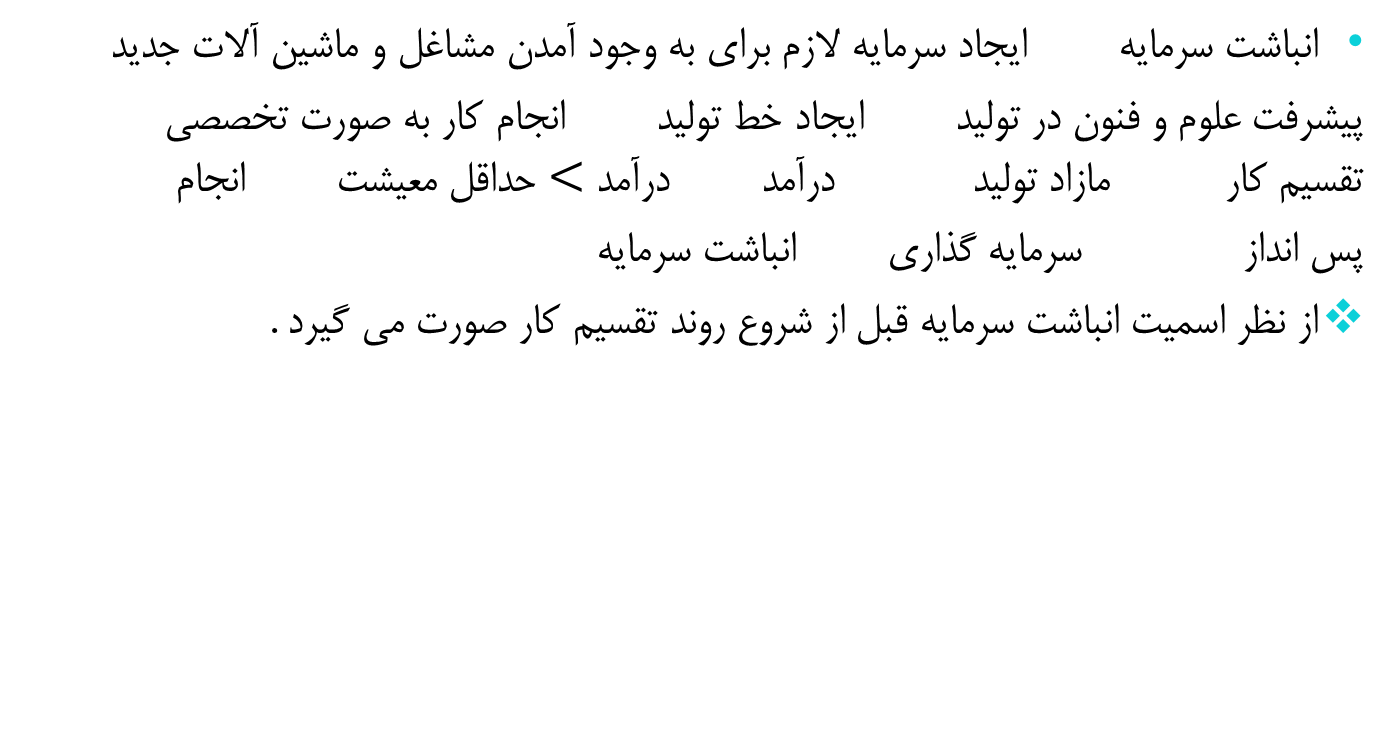 • انباشت سرمایه ایجاد سرمایه لازم برای به وجود آمدن مشاغل و ماشین آلات جدید
پیشرفت علوم و فنون در تولید ایجاد خط تولید انجام کار به صورت تخصصی
تقسیم کار مازاد تولید درآمد درآمد > حداقل معیشت انجام
پس انداز سرمایه گذاری انباشت سرمایه
❖از نظر اسمیت انباشت سرمایه قبل از شروع روند تقسیم کار صورت می گیرد .